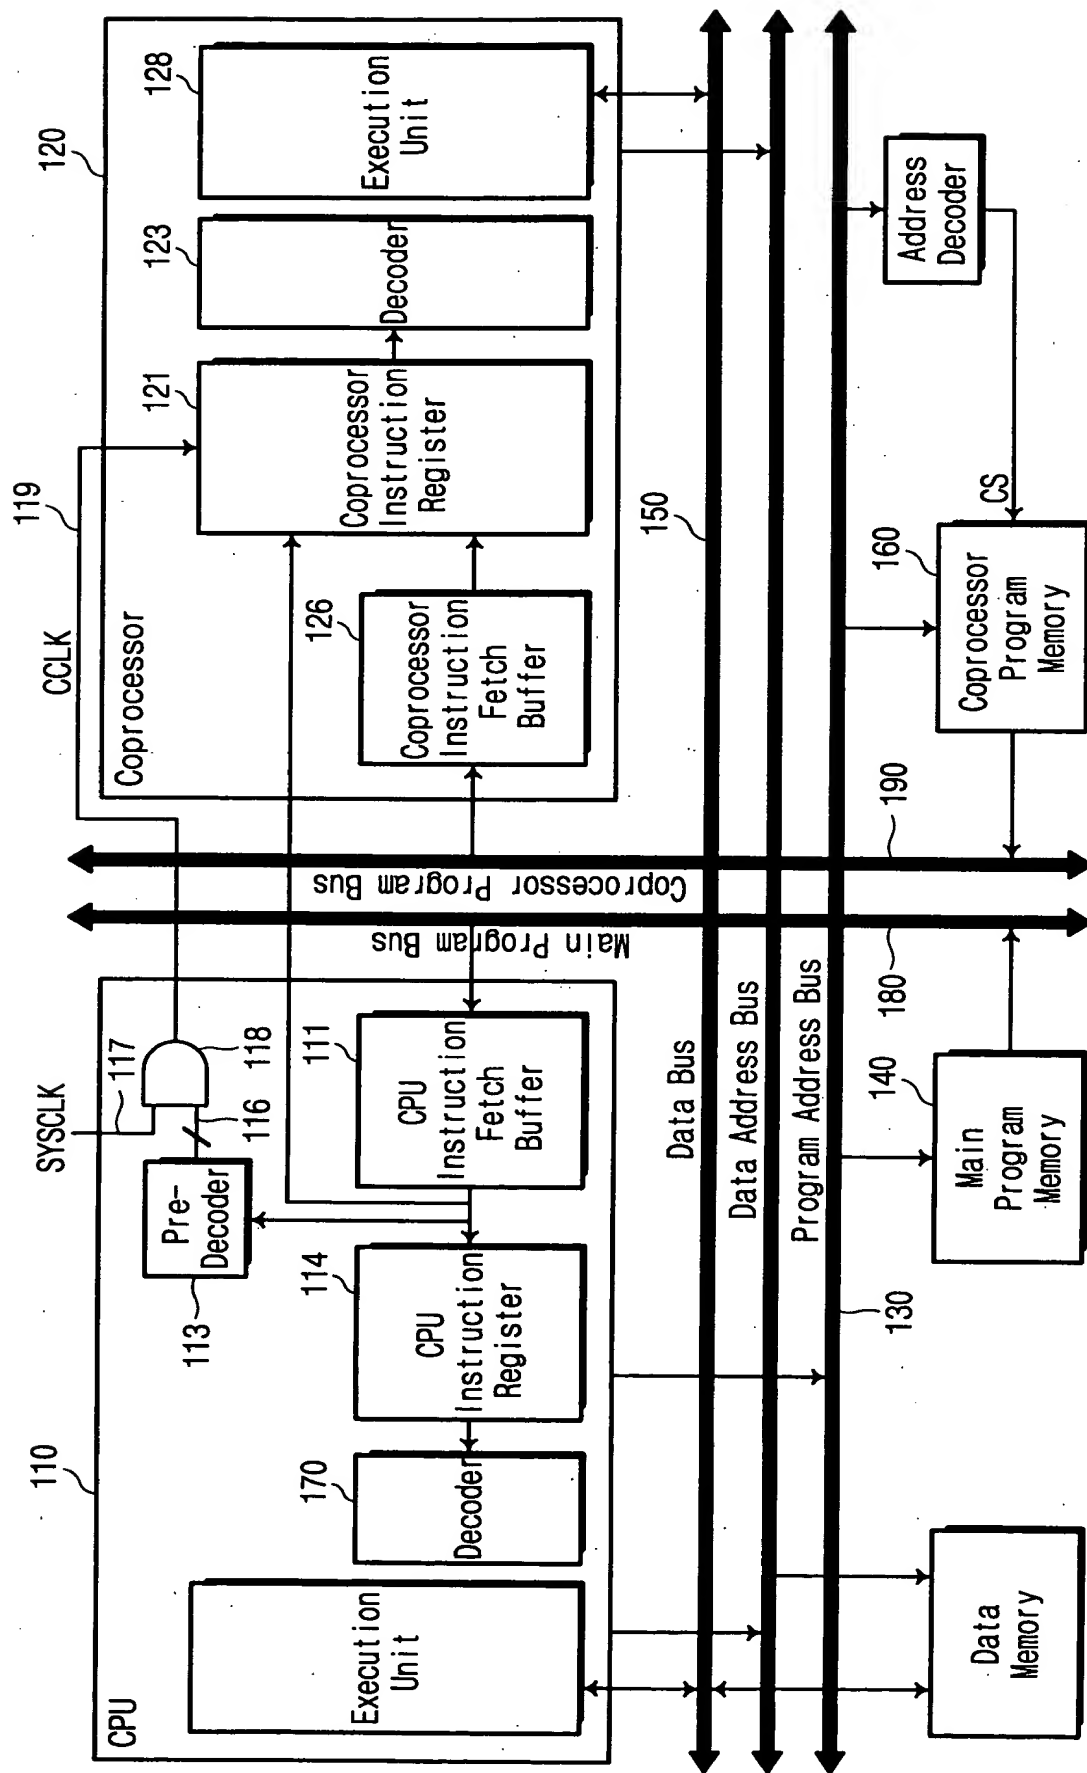 SYSCLK
117
118
116
Pre-
Decoder
113
110
CPU
Execution
Unit
170
Decoder
114
CPU
Instruction
Register
111
CPU
Instruction
Fetch
Buffer
CCLK
119
120
Coprocessor
126
Coprocessor
Instruction
Fetch
Buffer
121
Coprocessor
Instruction
Register
123
Decoder
128
Execution
Unit
Main Program Bus
Coprocessor Program Bus
Data Bus
150
Data Address Bus
Program Address Bus
130
180
190
Data
Memory
140
Main
Program
Memory
160
Coprocessor
Program
Memory
CS
Address
Decoder